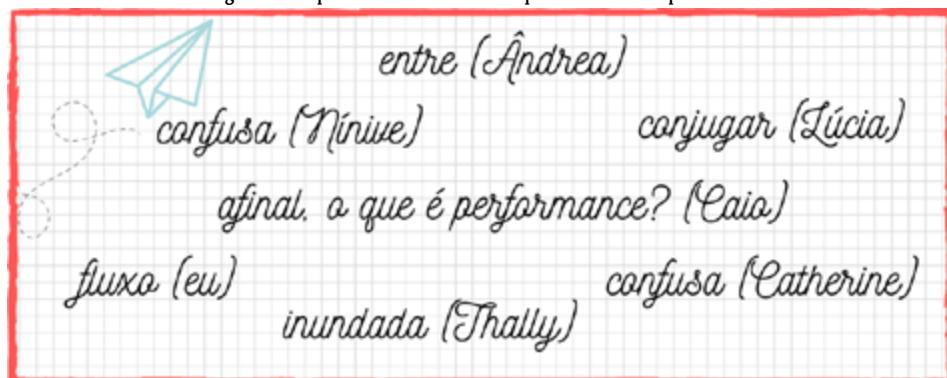 entre (Ândrea)
confusa (Nínive)
conjugar (Lúcia)
afinal, o que é performance? (Caio)
fluxo (eu)
confusa (Catherine)
inundada (Thally)